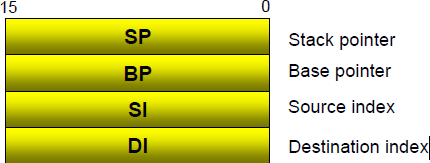 15 0
SP Stack pointer
BP Base pointer
SI Source index
DI Destination index